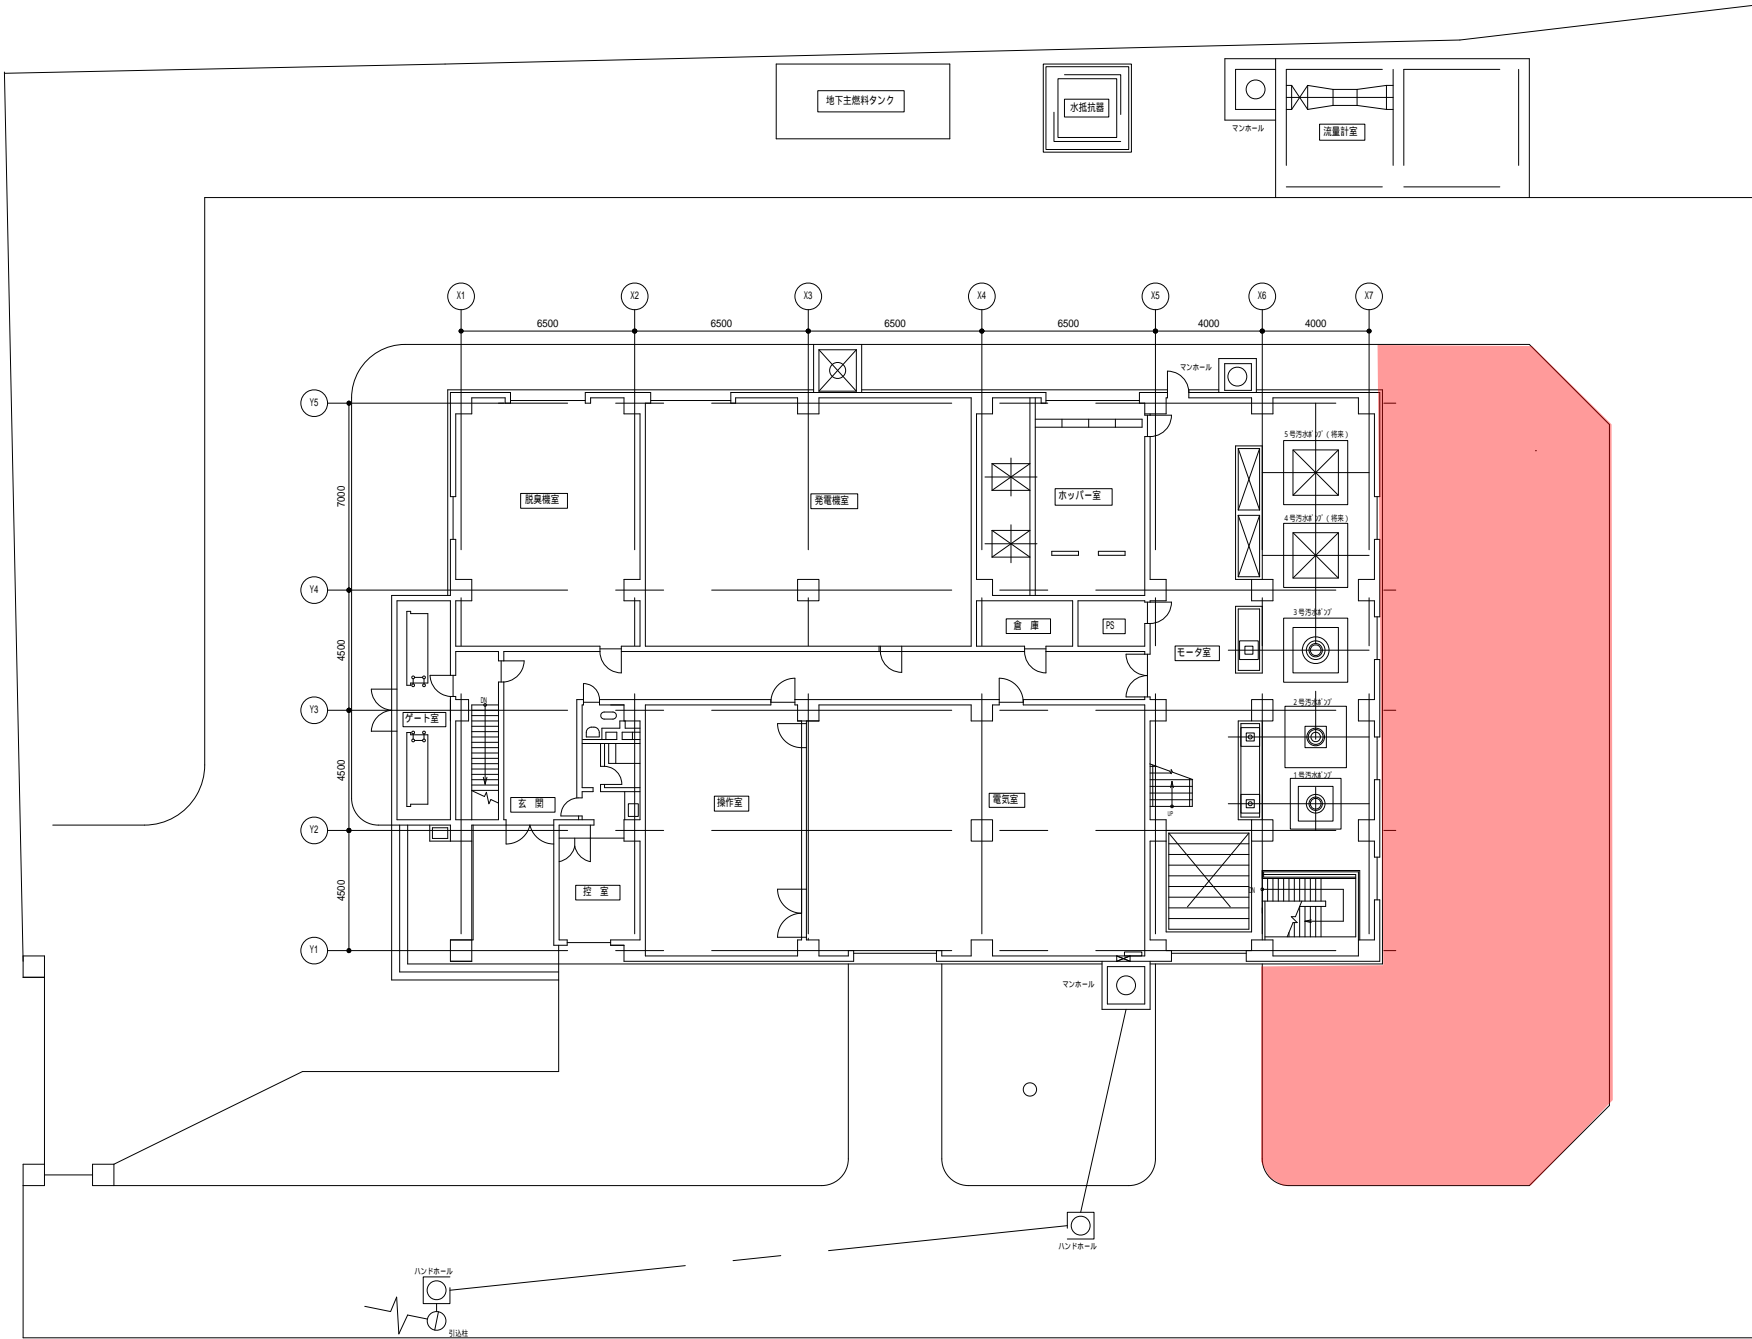 地下主燃料タンク
水抵抗器
マンホール
流量計室
X1
X2
X3
X4
X5
X6
X7
6500
6500
6500
6500
4000
4000
マンホール
Y5
5号汚水ﾎﾟﾝﾌﾟ(将来)
7000
脱臭機室
発電機室
ホッパー室
4号汚水ﾎﾟﾝﾌﾟ(将来)
Y4
3号汚水ﾎﾟﾝﾌﾟ
倉 庫
PS
4500
モータ室
DN
2号汚水ﾎﾟﾝﾌﾟ
Y3
ゲート室
4500
1号汚水ﾎﾟﾝﾌﾟ
玄 関
操作室
電気室
UP
Y2
4500
控 室
DN
Y1
マンホール
ハンドホール
ハンドホール
引込柱